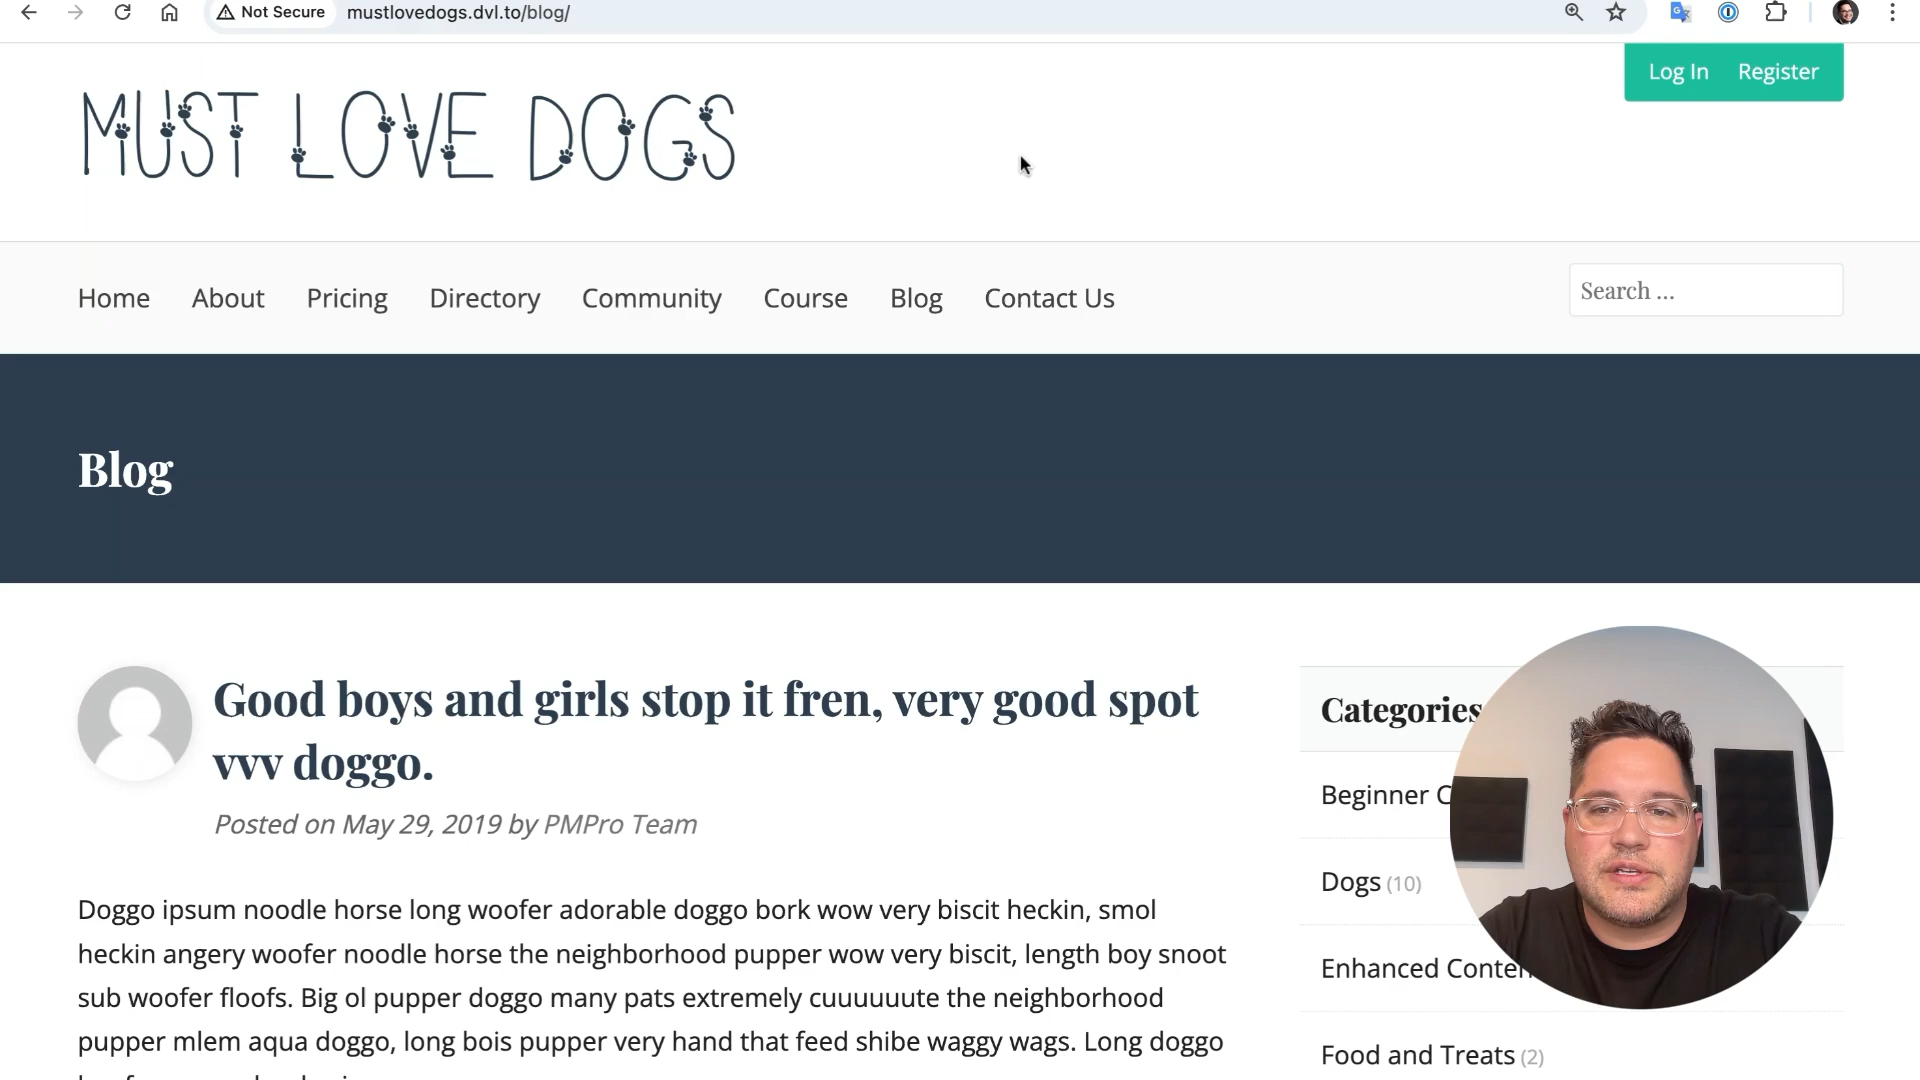 Not Secure mustlovedogs.dvl.to/blog/
Log In Register
MUST LOVE DOGS
Home About Pricing Directory Community Course Blog Contact Us
Search ...
Blog
Good boys and girls stop it fren, very good spot
vvv doggo.
Posted on May 29, 2019 by PMPro Team
Doggo ipsum noodle horse long woofer adorable doggo bork wow very biscit heckin, smol
heckin angery woofer noodle horse the neighborhood pupper wow very biscit, length boy snoot
sub woofer floofs. Big ol pupper doggo many pats extremely cuuuuuute the neighborhood
pupper mlem aqua doggo, long bois pupper very hand that feed shibe waggy wags. Long doggo
Categories
Beginner
Dogs (10)
Enhanced
Food and Treats (2)